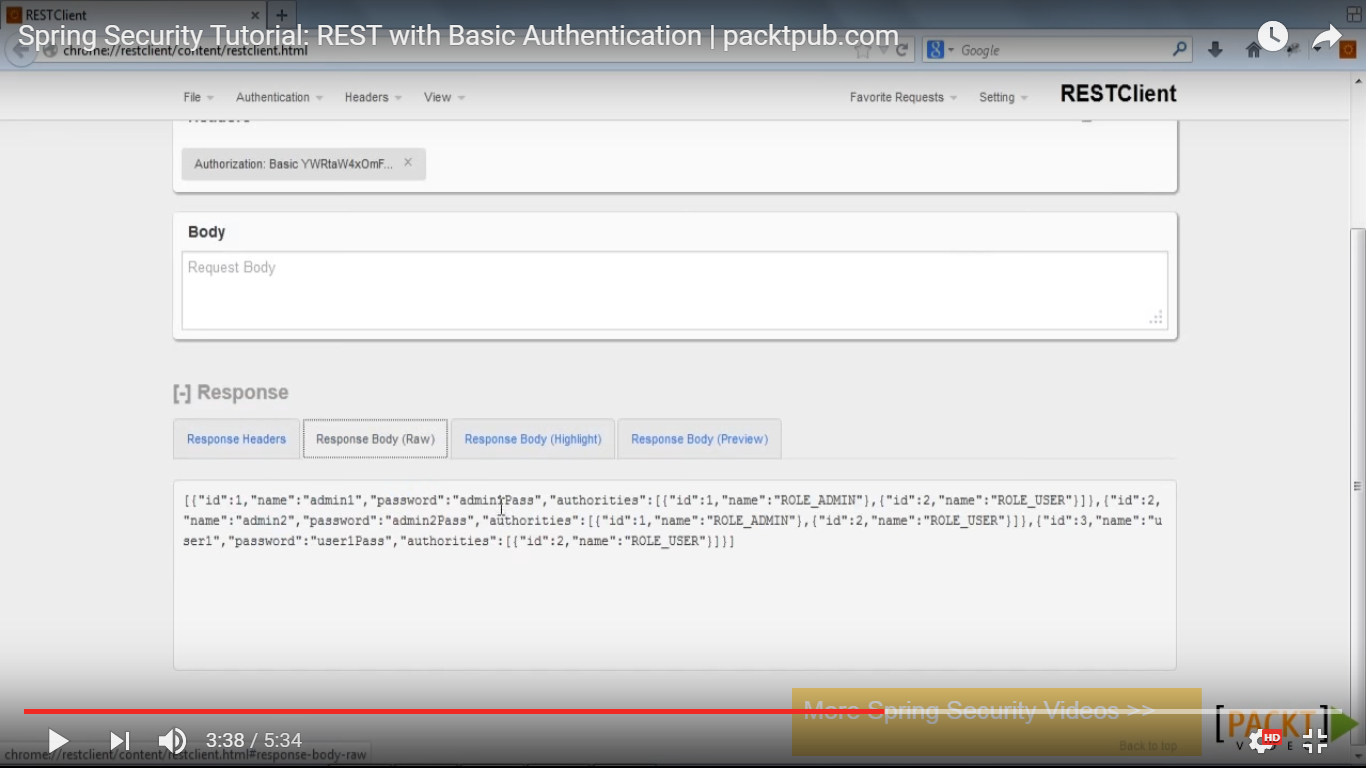 RESTClient
Spring Security Tutorial: REST with Basic Authentication | packtpub.com
chrome://restclient/content/restclient.html
Google
File Authentication Headers View Favorite Requests Setting RESTClient
Headers
Authorization: Basic YWRtaW4xOmF... ×
Body
Request Body
[-] Response
Response Headers Response Body (Raw) Response Body (Highlight) Response Body (Preview)
[{"id":1,"name":"admin1","password":"admin1Pass","authorities":[{"id":1,"name":"ROLE_ADMIN"},{"id":2,"name":"ROLE_USER"}]},{"id":2,
"name":"admin2","password":"admin2Pass","authorities":[{"id":1,"name":"ROLE_ADMIN"},{"id":2,"name":"ROLE_USER"}]},{"id":3,"name":"u
ser1","password":"user1Pass","authorities":[{"id":2,"name":"ROLE_USER"}]}]
More Spring Security Videos >>
[PACKT]
3:38 / 5:34
HD
Back to top
chrome://restclient/content/restclient.html#response-body-raw